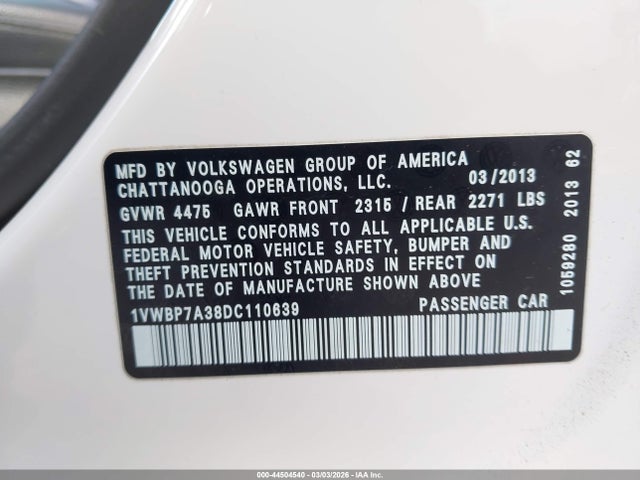 MFD BY VOLKSWAGEN GROUP OF AMERICA
CHATTANOOGA OPERATIONS, LLC. 03/2013
GVWR 4475 GAWR FRONT 2315 / REAR 2271 LBS
THIS VEHICLE CONFORMS TO ALL APPLICABLE U.S.
FEDERAL MOTOR VEHICLE SAFETY, BUMPER AND
THEFT PREVENTION STANDARDS IN EFFECT ON
THE DATE OF MANUFACTURE SHOWN ABOVE.
1VWBP7A38DC110639 PASSENGER CAR
1059280 2013 62
000-44504540 - 03/03/2026 - IAA Inc.